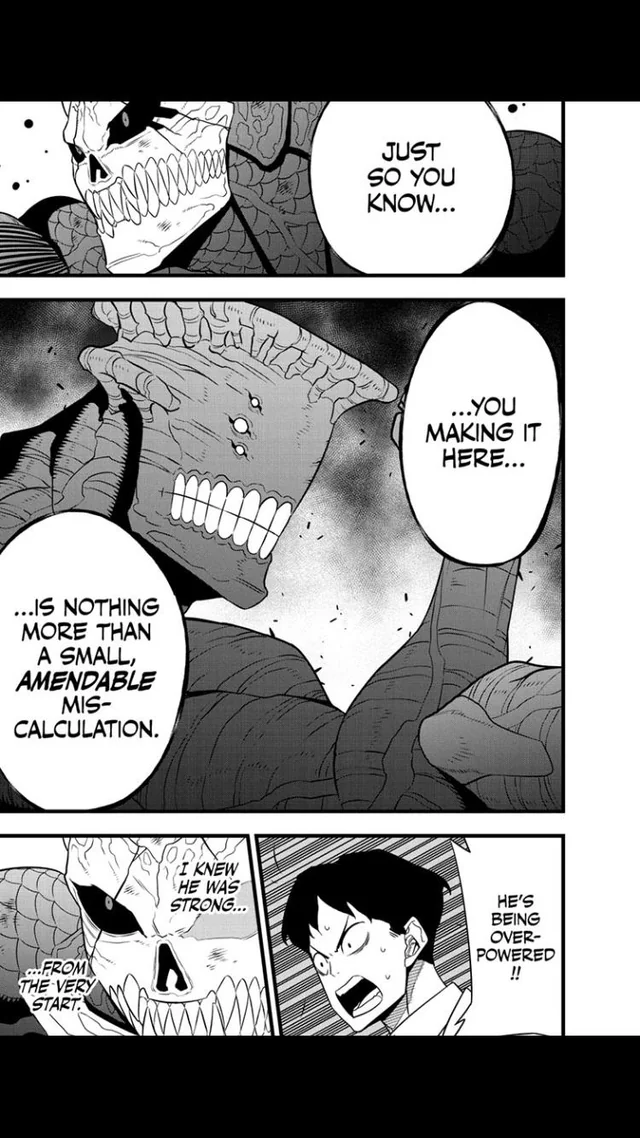 JUST
SO YOU
KNOW...
...YOU
MAKING IT
HERE...
...IS NOTHING
MORE THAN
A SMALL,
AMENDABLE
MIS-
CALCULATION.
HE'S
BEING
OVER-
POWERED
!!
I KNEW
HE WAS
STRONG...
...FROM
THE VERY
START.